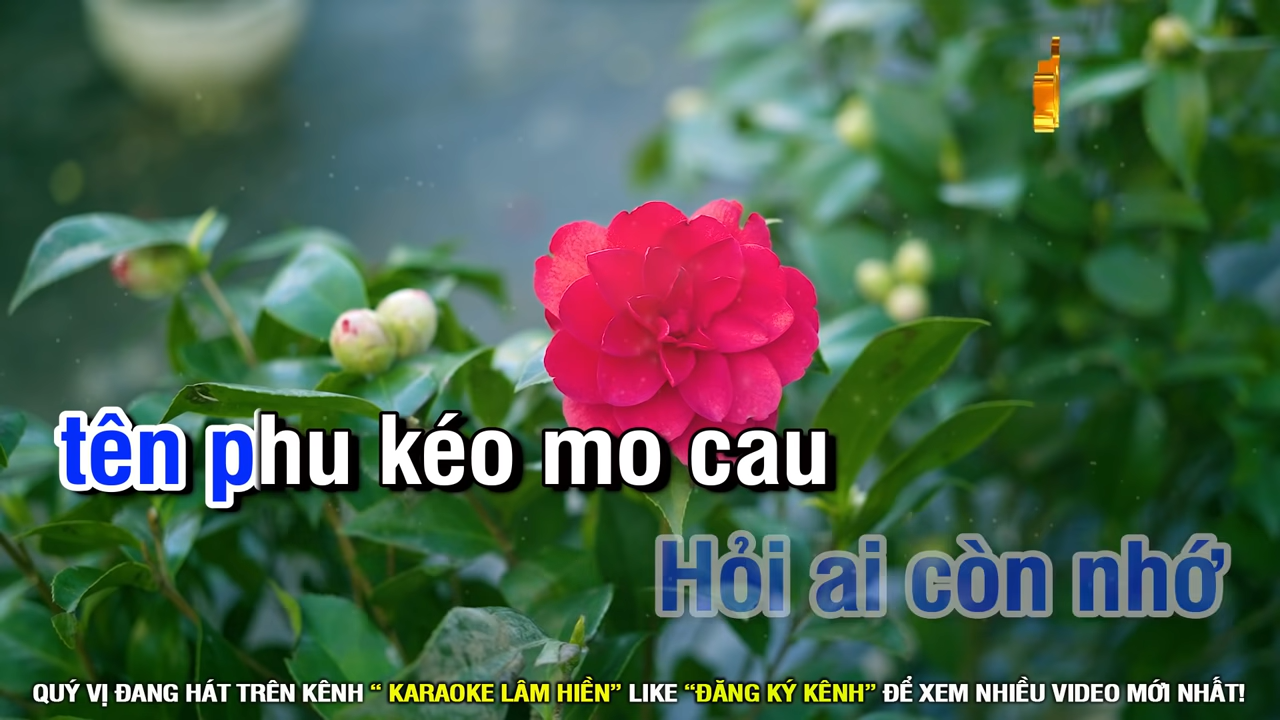 tên phu kéo mo cau
Hỏi ai còn nhớ
QUÝ VỊ ĐANG HÁT TRÊN KÊNH “ KARAOKE LÂM HIỀN” LIKE “ĐĂNG KÝ KÊNH” ĐỂ XEM NHIỀU VIDEO MỚI NHẤT!